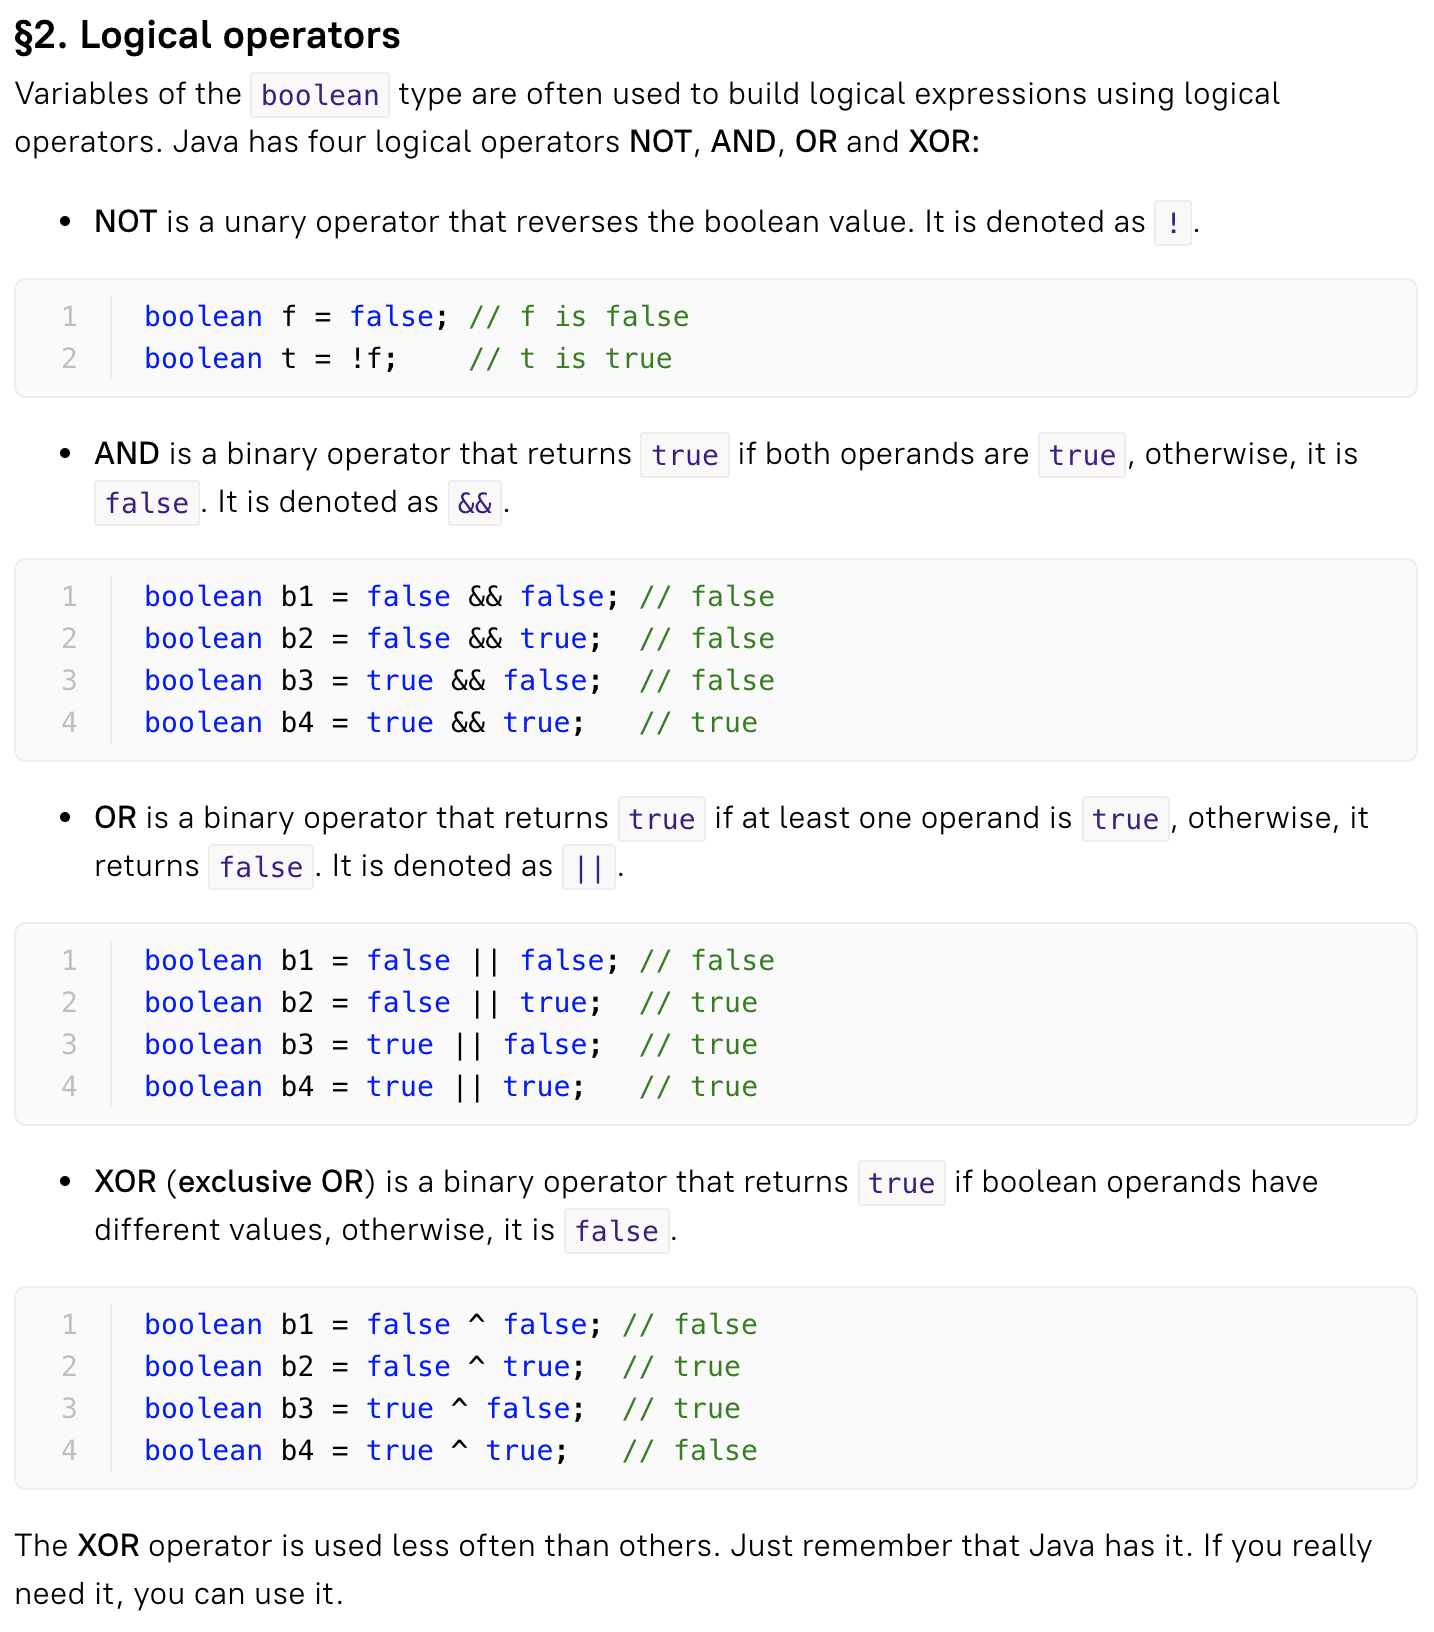 §2. Logical operators
Variables of the boolean type are often used to build logical expressions using logical
operators. Java has four logical operators NOT, AND, OR and XOR:
• NOT is a unary operator that reverses the boolean value. It is denoted as ! .
1 boolean f = false; // f is false
2 boolean t = !f;    // t is true
• AND is a binary operator that returns true if both operands are true , otherwise, it is
false . It is denoted as && .
1 boolean b1 = false && false; // false
2 boolean b2 = false && true;  // false
3 boolean b3 = true && false;  // false
4 boolean b4 = true && true;   // true
• OR is a binary operator that returns true if at least one operand is true , otherwise, it
returns false . It is denoted as || .
1 boolean b1 = false || false; // false
2 boolean b2 = false || true;  // true
3 boolean b3 = true || false;  // true
4 boolean b4 = true || true;   // true
• XOR (exclusive OR) is a binary operator that returns true if boolean operands have
different values, otherwise, it is false .
1 boolean b1 = false ^ false; // false
2 boolean b2 = false ^ true;  // true
3 boolean b3 = true ^ false;  // true
4 boolean b4 = true ^ true;   // false
The XOR operator is used less often than others. Just remember that Java has it. If you really
need it, you can use it.